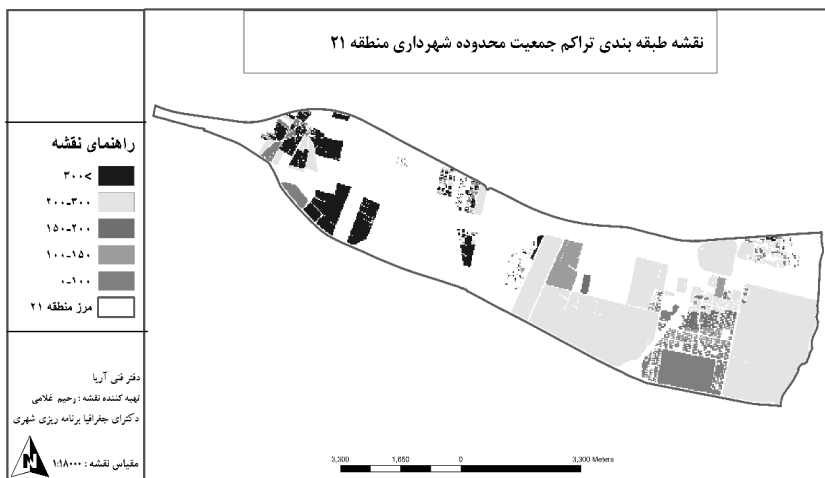 نقشه طبقه بندی تراکم جمعیت محدوده شهرداری منطقه ۲۱
راهنمای نقشه
>۳۰۰
۲۰۰-۳۰۰
۱۵۰-۲۰۰
۱۰۰-۱۵۰
۰-۱۰۰
مرز منطقه ۲۱
دفتر فنی آریا
تهیه کننده نقشه : رحیم غلامی
دکترای جغرافیا برنامه ریزی شهری
مقیاس نقشه : ۱:۱۸۰۰۰
N
3,300 1,650 0 3,300 Meters